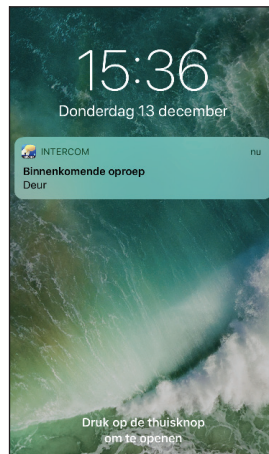 15:36
Donderdag 13 december
INTERCOM nu
Binnenkomende oproep
Deur
Druk op de thuisknop
om te openen